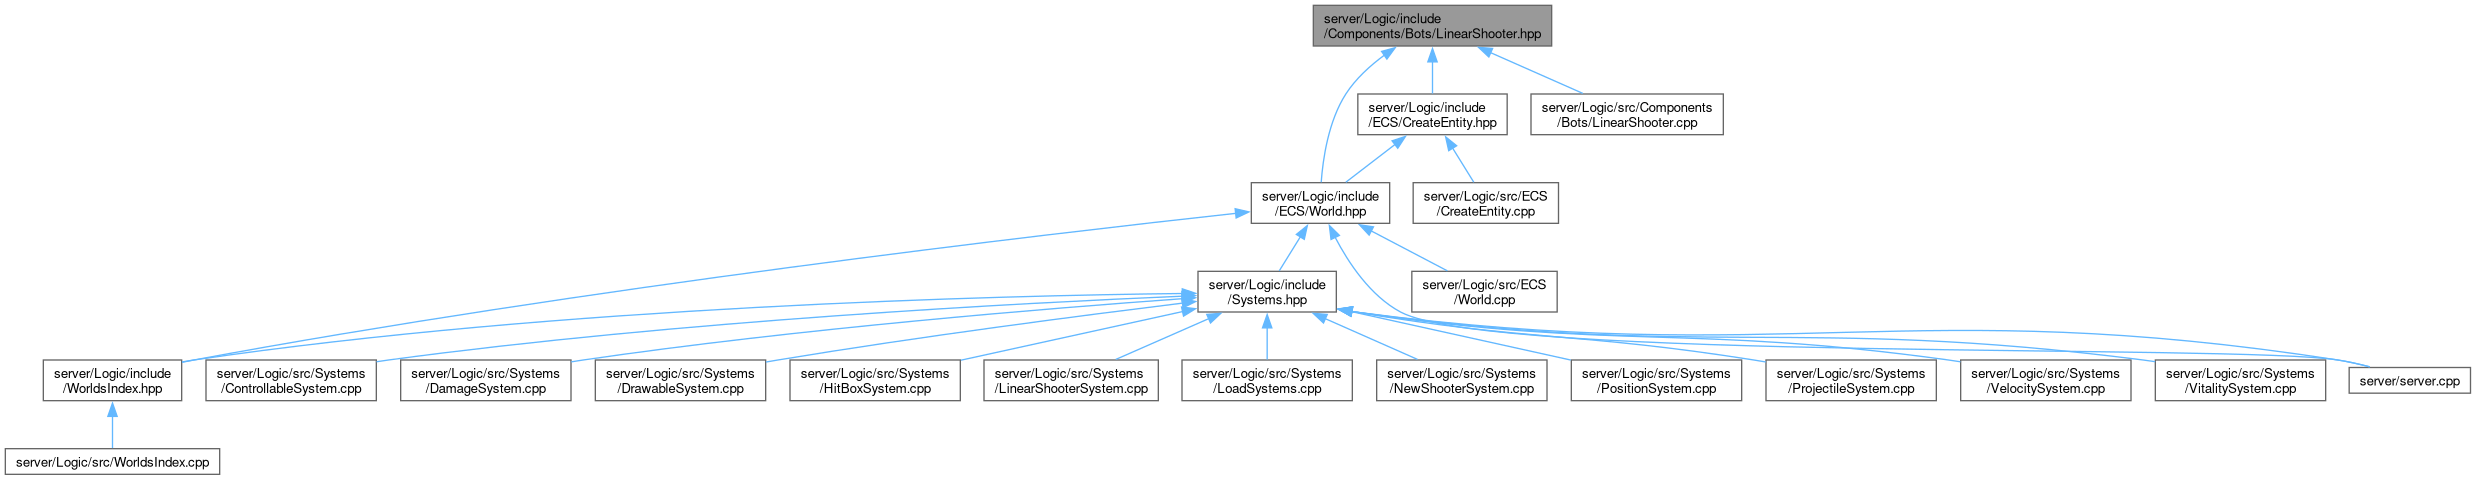 server/Logic/include
/Components/Bots/LinearShooter.hpp
server/Logic/include
/ECS/CreateEntity.hpp
server/Logic/src/Components
/Bots/LinearShooter.cpp
server/Logic/include
/ECS/World.hpp
server/Logic/src/ECS
/CreateEntity.cpp
server/Logic/include
/Systems.hpp
server/Logic/src/ECS
/World.cpp
server/Logic/include
/WorldsIndex.hpp
server/Logic/src/Systems
/ControllableSystem.cpp
server/Logic/src/Systems
/DamageSystem.cpp
server/Logic/src/Systems
/DrawableSystem.cpp
server/Logic/src/Systems
/HitBoxSystem.cpp
server/Logic/src/Systems
/LinearShooterSystem.cpp
server/Logic/src/Systems
/LoadSystems.cpp
server/Logic/src/Systems
/NewShooterSystem.cpp
server/Logic/src/Systems
/PositionSystem.cpp
server/Logic/src/Systems
/ProjectileSystem.cpp
server/Logic/src/Systems
/VelocitySystem.cpp
server/Logic/src/Systems
/VitalitySystem.cpp
server/server.cpp
server/Logic/src/WorldsIndex.cpp